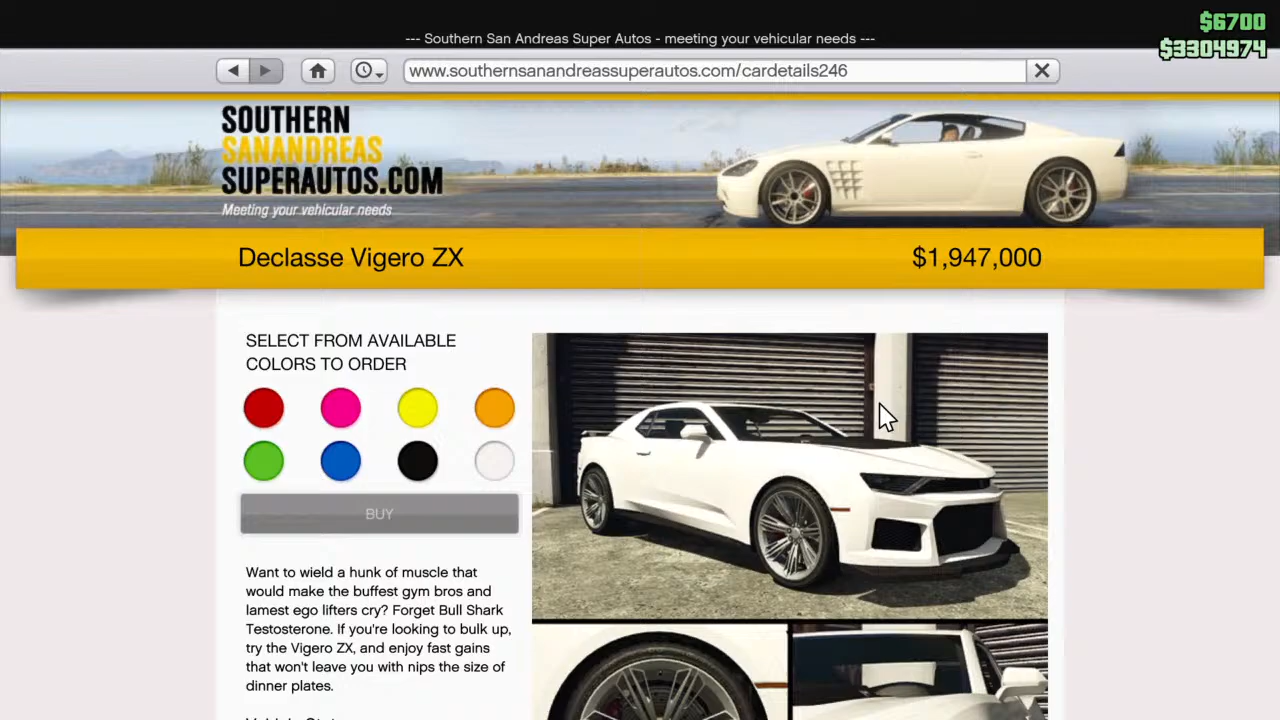 $6700
--- Southern San Andreas Super Autos - meeting your vehicular needs ---
$3304974
www.southernsanandreassuperautos.com/cardetails246
SOUTHERN
SANANDREAS
SUPERAUTOS.COM
Meeting your vehicular needs
Declasse Vigero ZX
$1,947,000
SELECT FROM AVAILABLE
COLORS TO ORDER
BUY
Want to wield a hunk of muscle that
would make the buffest gym bros and
lamest ego lifters cry? Forget Bull Shark
Testosterone. If you're looking to bulk up,
try the Vigero ZX, and enjoy fast gains
that won't leave you with nips the size of
dinner plates.